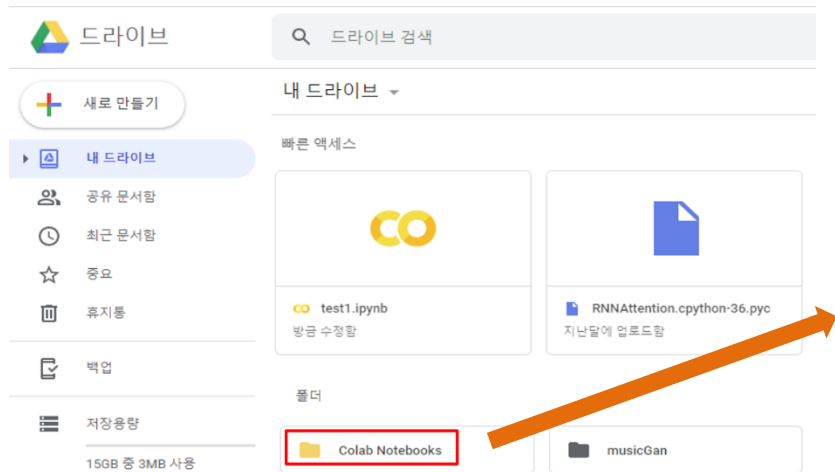 드라이브
드라이브 검색
새로 만들기
내 드라이브
공유 문서함
최근 문서함
중요
휴지통
백업
저장용량
15GB 중 3MB 사용
내 드라이브
빠른 액세스
CO
CO test1.ipynb
방금 수정함
RNNAttention.cpython-36.pyc
지난달에 업로드함
폴더
Colab Notebooks
musicGan